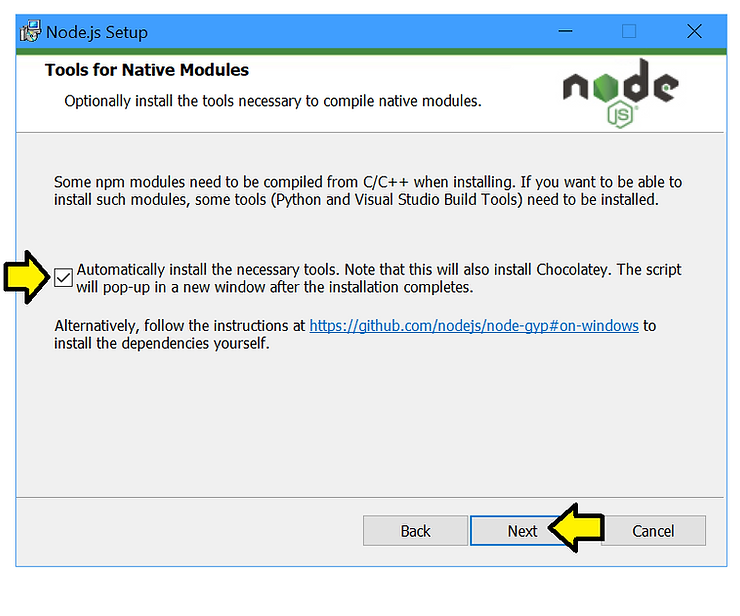 Node.js Setup
Tools for Native Modules
Optionally install the tools necessary to compile native modules.
node
JS
Some npm modules need to be compiled from C/C++ when installing. If you want to be able to
install such modules, some tools (Python and Visual Studio Build Tools) need to be installed.
Automatically install the necessary tools. Note that this will also install Chocolatey. The script
will pop-up in a new window after the installation completes.
Alternatively, follow the instructions at https://github.com/nodejs/node-gyp#on-windows to
install the dependencies yourself.
Back Next Cancel